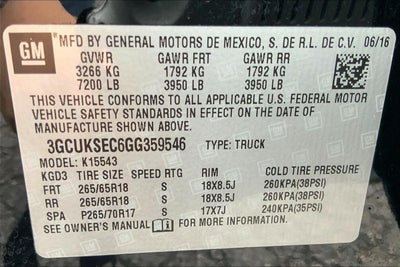 GM MFD BY GENERAL MOTORS DE MEXICO, S. DE R.L. DE C.V. 06/16
GVWR GAWR FRT GAWR RR
3266 KG 1792 KG 1792 KG
7200 LB 3950 LB 3950 LB
THIS VEHICLE CONFORMS TO ALL APPLICABLE U.S. FEDERAL MOTOR
VEHICLE SAFETY STANDARDS IN EFFECT ON THE DATE OF
MANUFACTURE SHOWN ABOVE.
3GCUKSEC6GG359546 TYPE: TRUCK
MODEL: K15543
KGD3 TIRE SIZE SPEED RTG RIM COLD TIRE PRESSURE
FRT 265/65R18 S 18X8.5J 260KPA(38PSI)
RR 265/65R18 S 18X8.5J 260KPA(38PSI)
SPA P265/70R17 S 17X7J 240KPA(35PSI)
SEE OWNER'S MANUAL FOR MORE INFORMATION.